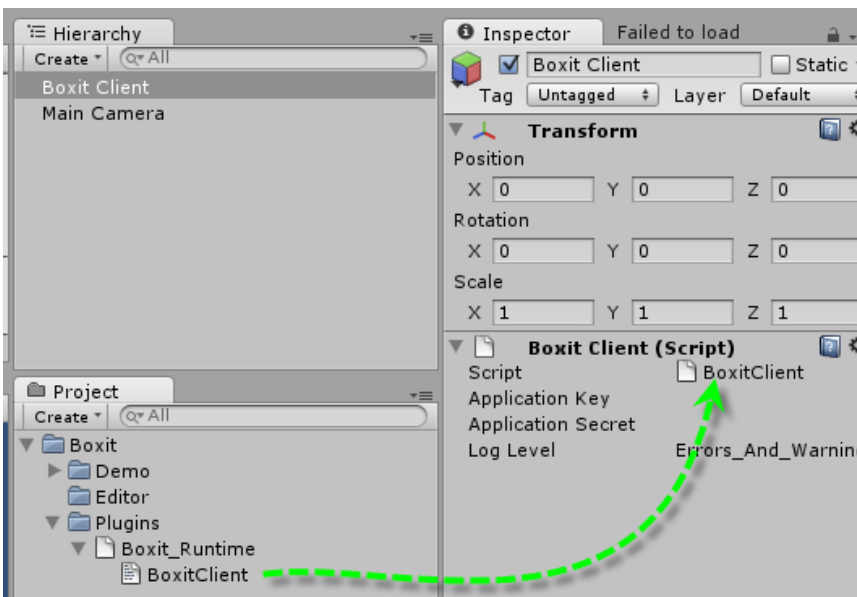 Hierarchy
Create All
Boxit Client
Main Camera
Project
Create All
Boxit
Demo
Editor
Plugins
Boxit_Runtime
BoxitClient
Inspector Failed to load
Boxit Client Static
Tag Untagged Layer Default
Transform
Position
X 0 Y 0 Z 0
Rotation
X 0 Y 0 Z 0
Scale
X 1 Y 1 Z 1
Boxit Client (Script)
Script BoxitClient
Application Key
Application Secret
Log Level Errors_And_Warnin